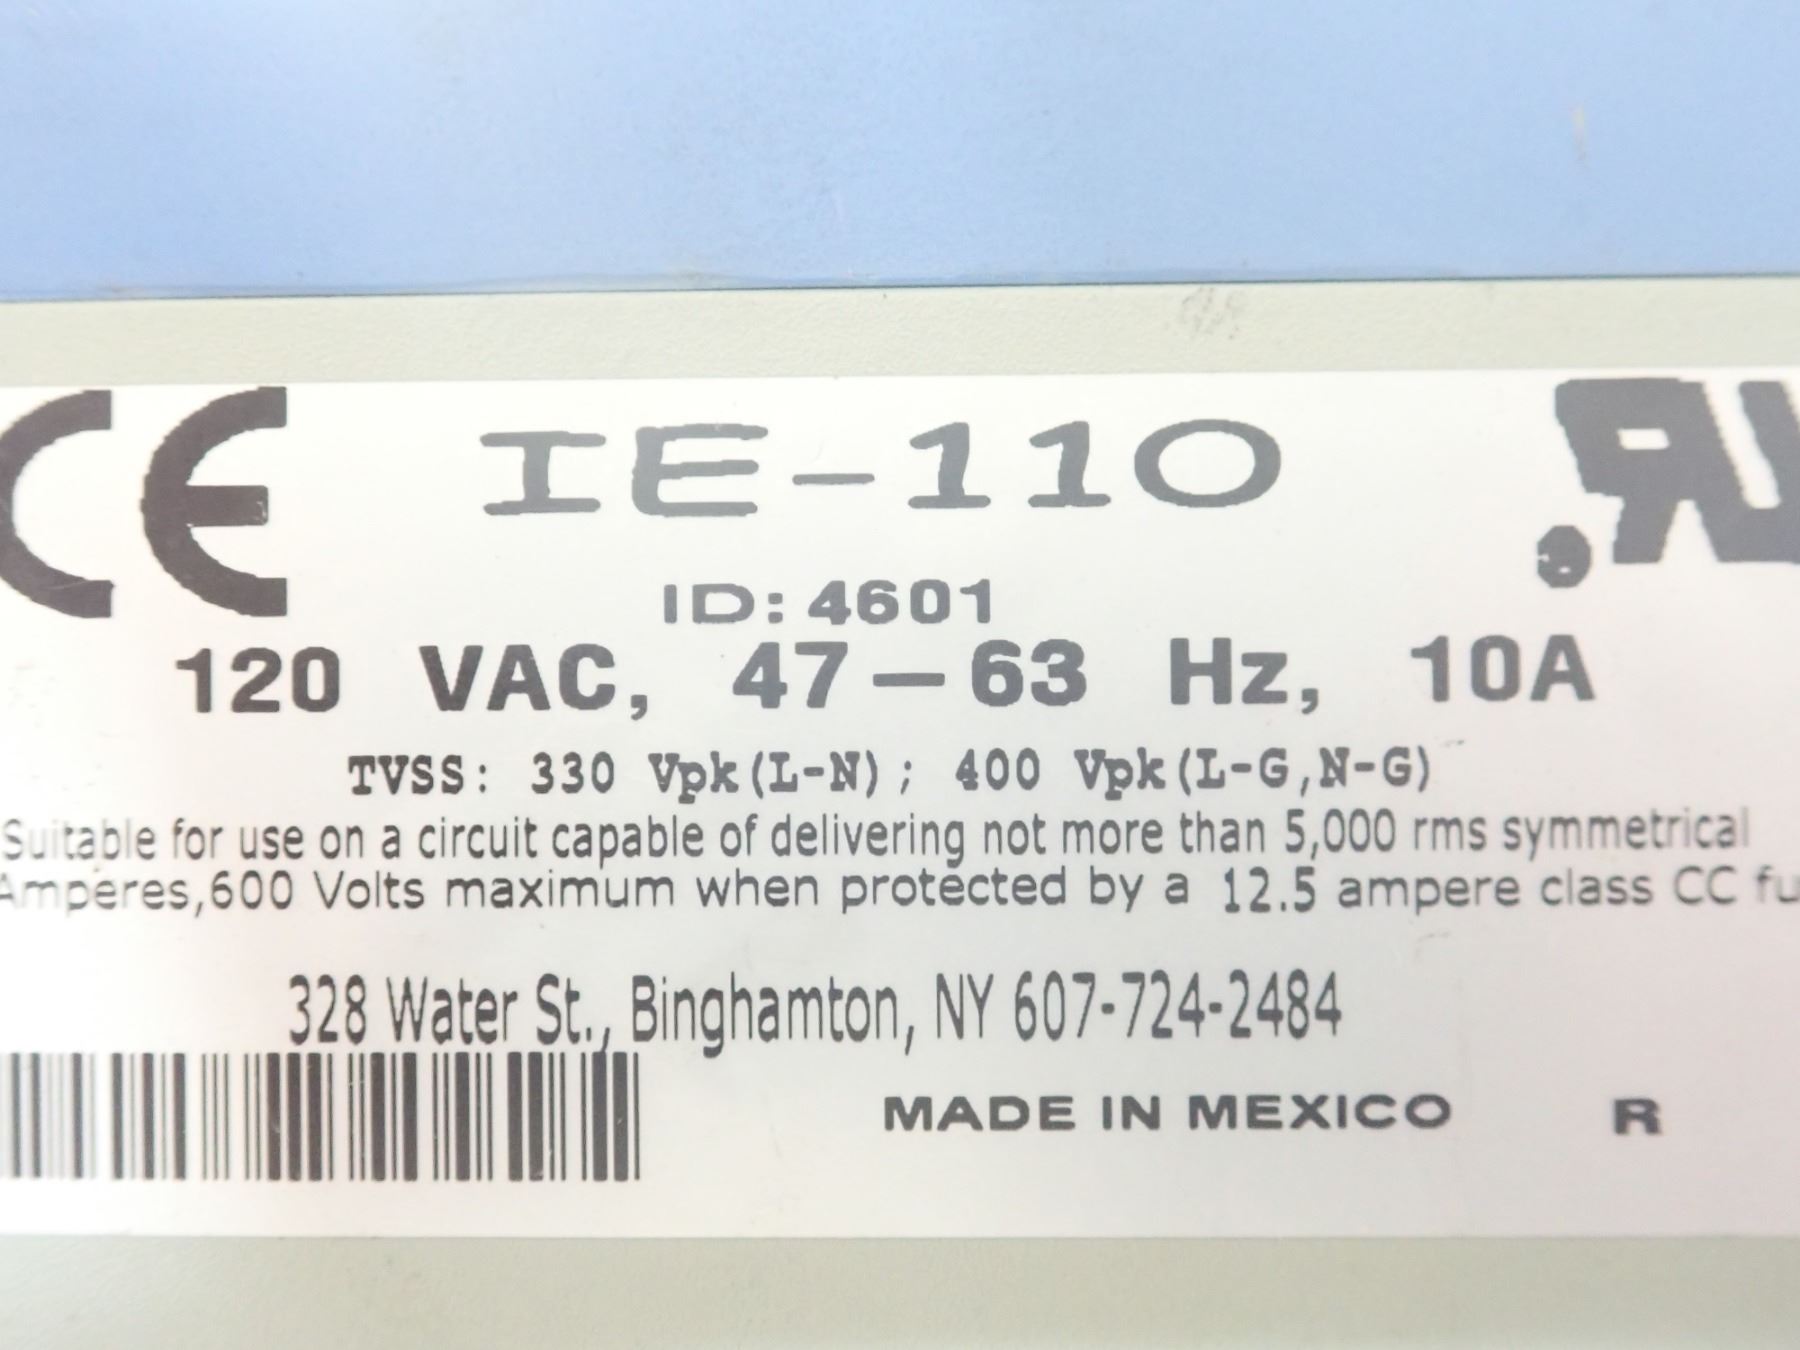 CE IE-110
ID: 4601
120 VAC, 47-63 Hz, 10A
TVSS: 330 Vpk(L-N); 400 Vpk(L-G,N-G)
Suitable for use on a circuit capable of delivering not more than 5,000 rms symmetrical
Amperes,600 Volts maximum when protected by a 12.5 ampere class CC
328 Water St., Binghamton, NY 607-724-2484
MADE IN MEXICO R